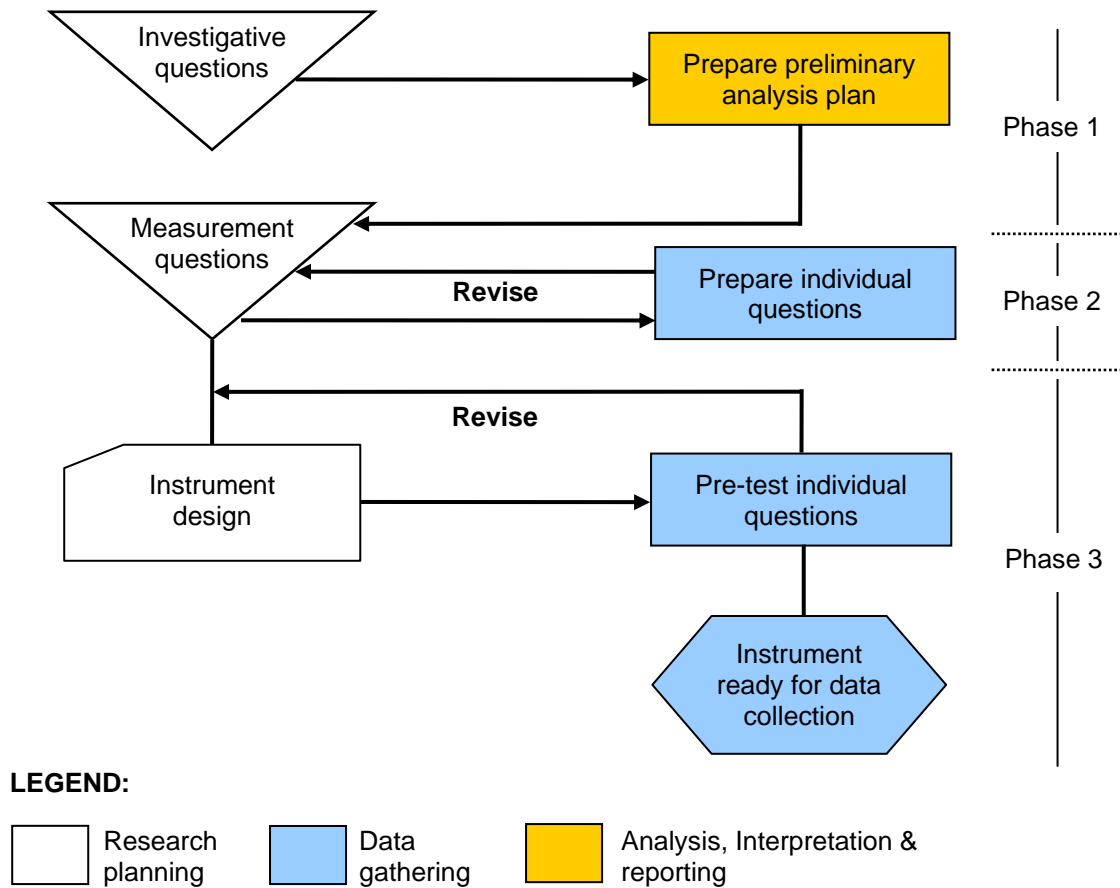 Investigative
questions
Prepare preliminary
analysis plan
Phase 1
Measurement
questions
Revise
Prepare individual
questions
Phase 2
Revise
Instrument
design
Pre-test individual
questions
Phase 3
Instrument
ready for data
collection
LEGEND:
Research
planning
Data
gathering
Analysis, Interpretation &
reporting